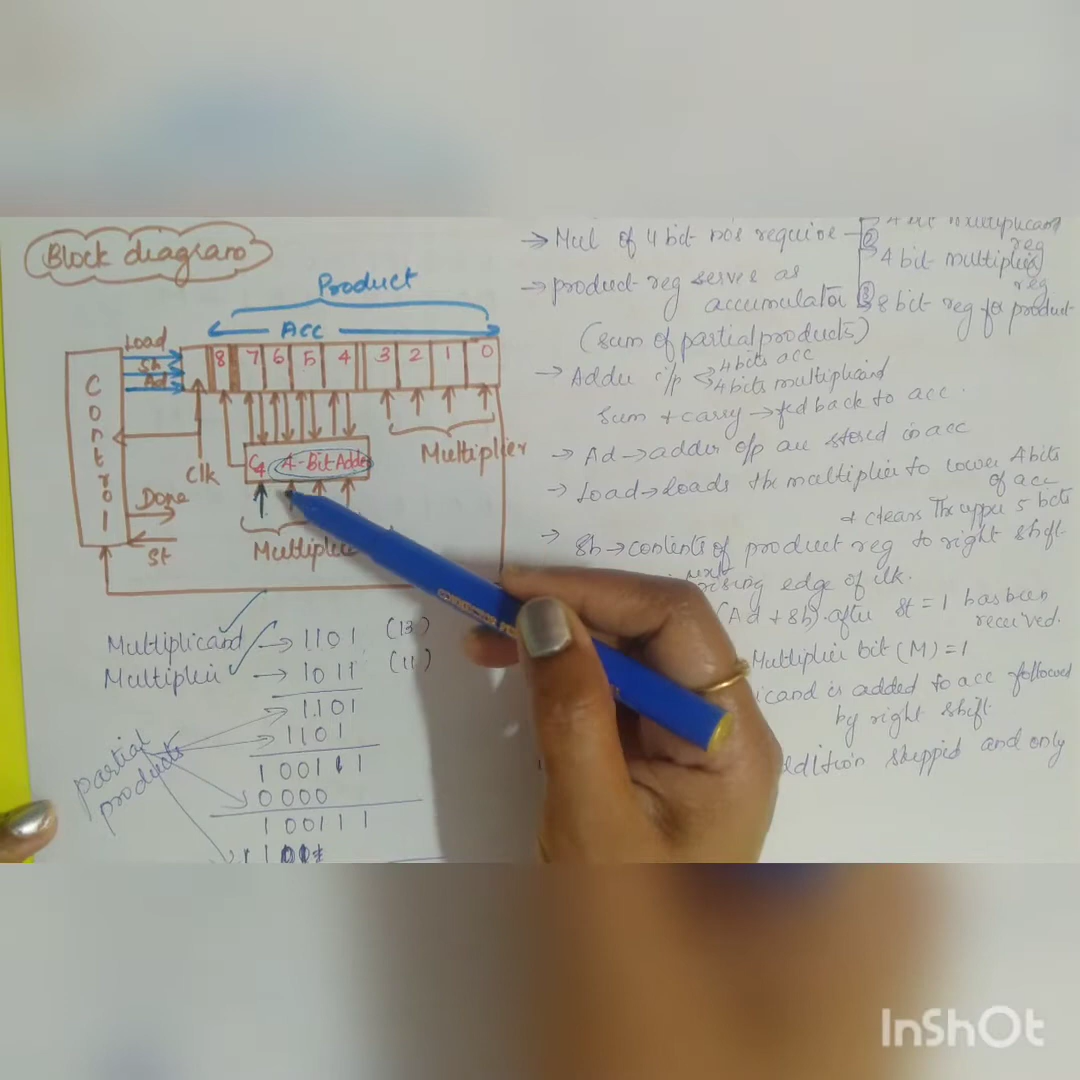 Block diagram
Product
Acc
Load
Sh
Ad
8 7 6 5 4 3 2 1 0
Control
Clk
C4 4-Bit Adder
Multiplier
Done
St
Multiplicand → 1101 (13)
Multiplier → 1011 (11)
1101
1101
partial products
100111
0000
100111
→ Mul of 4 bit nos require
4 bit multiplicand reg
② 4 bit multiplier reg
③ 8 bit reg for product
→ product reg serve as
accumulator
(sum of partial products)
→ Adder i/p 4 bits acc
4 bits multiplicand
Sum + carry → fed back to acc.
→ Ad → adder o/p are stored in acc
→ Load → loads the multiplier to lower 4 bits
of acc
+ clears the upper 5 bits
→ Sh → contents of product reg to right shift.
next
rising edge of clk.
(Ad + Sh) after St = 1 has been
received.
Multiplier bit (M) = 1
icand is added to acc followed
by right shift.
addition skipped and only
InShOt